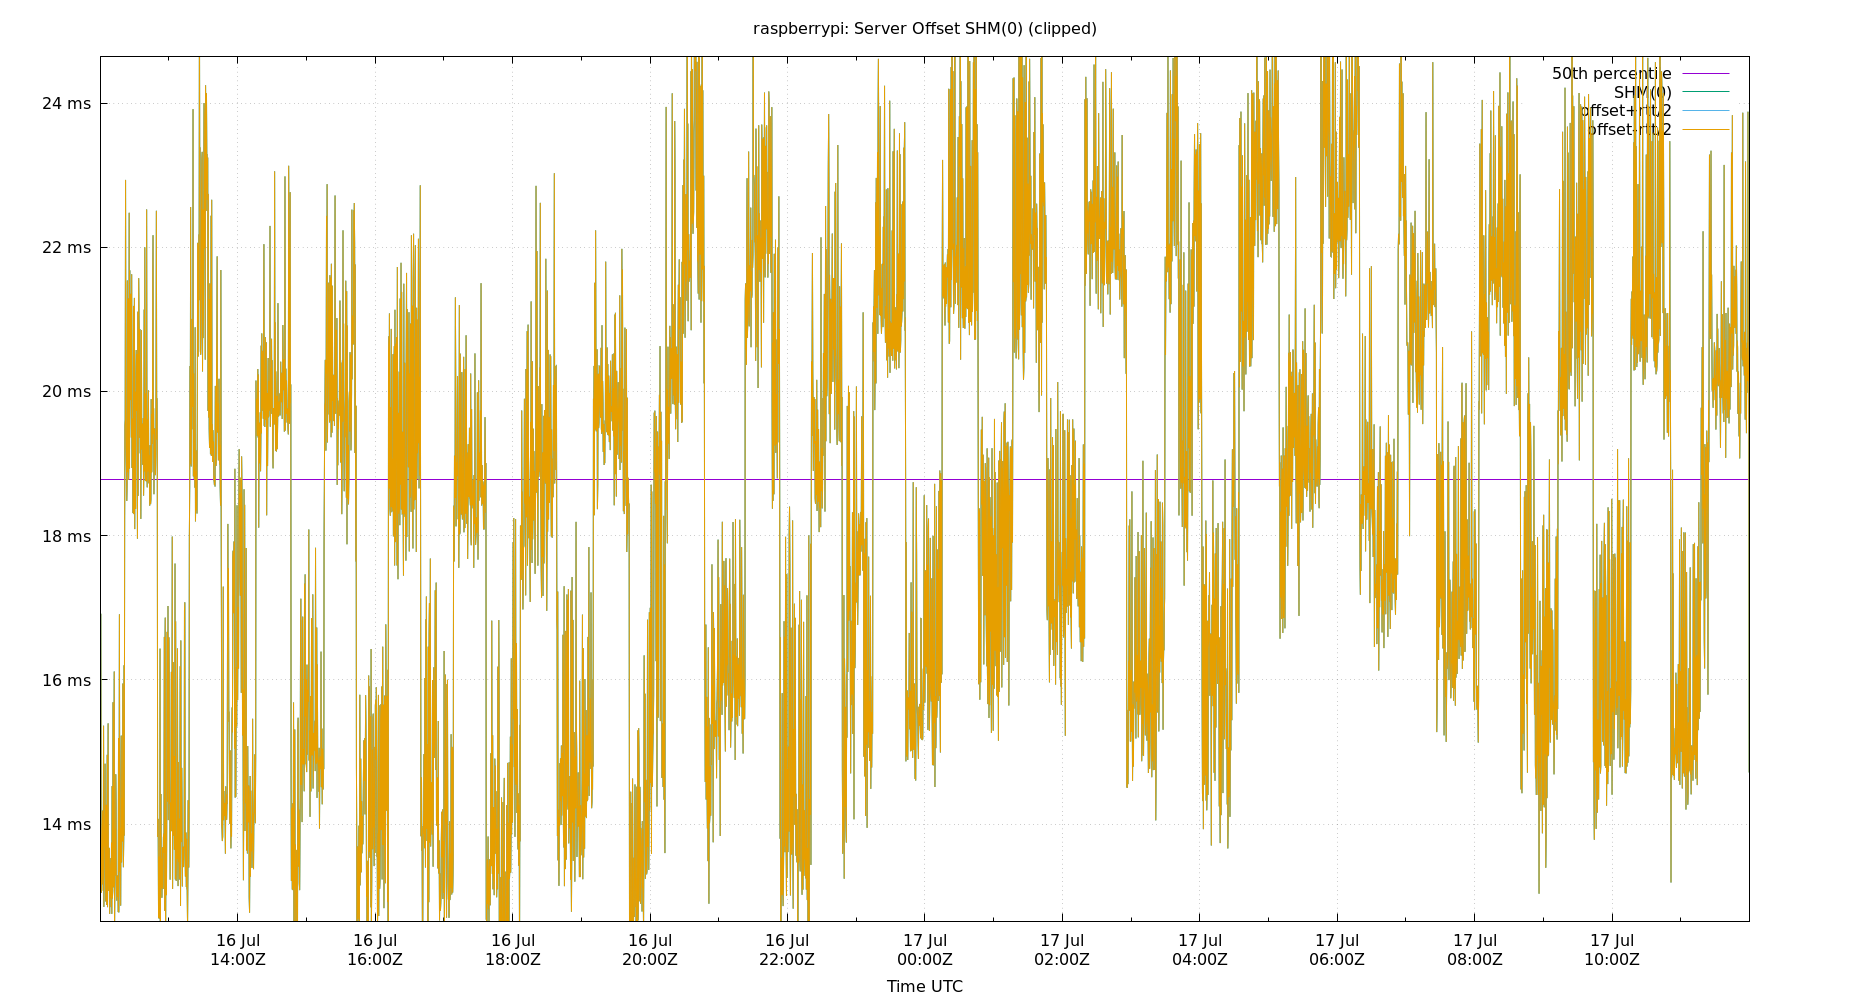 raspberrypi: Server Offset SHM(0) (clipped)
50th percentile
SHM(0)
offset+rtt/2
offset-rtt/2
24 ms
22 ms
20 ms
18 ms
16 ms
14 ms
16 Jul 16 Jul 16 Jul 16 Jul 16 Jul 17 Jul 17 Jul 17 Jul 17 Jul 17 Jul 17 Jul
14:00Z 16:00Z 18:00Z 20:00Z 22:00Z 00:00Z 02:00Z 04:00Z 06:00Z 08:00Z 10:00Z
Time UTC